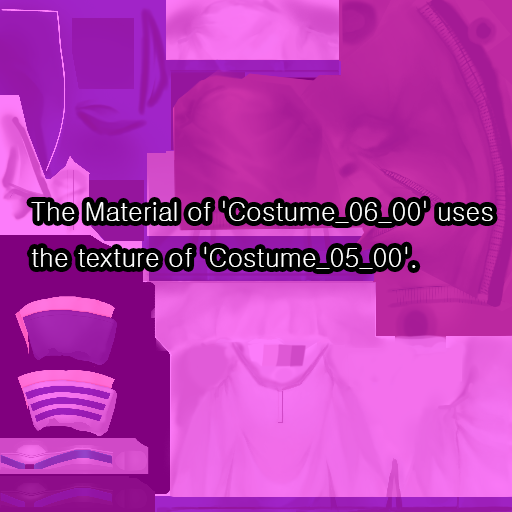 The Material of 'Costume_06_00' uses
the texture of 'Costume_05_00'.